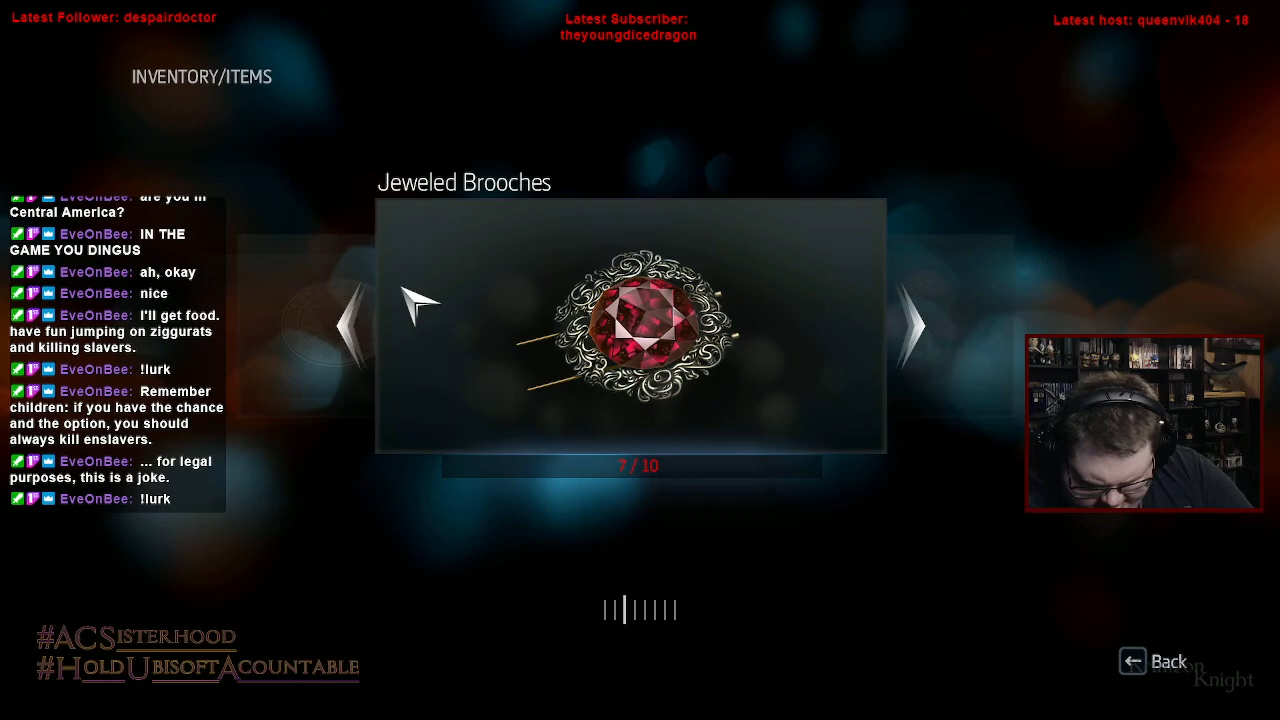 Latest Follower: despairdoctor
Latest Subscriber:
theyoungdicedragon
Latest host: queenvik404 - 18
INVENTORY/ITEMS
Jeweled Brooches
EveOnBee: are you in
Central America?
EveOnBee: IN THE
GAME YOU DINGUS
EveOnBee: ah, okay
EveOnBee: nice
EveOnBee: I'll get food.
have fun jumping on ziggurats
and killing slavers.
EveOnBee: !lurk
EveOnBee: Remember
children: if you have the chance
and the option, you should
always kill enslavers.
EveOnBee: ... for legal
purposes, this is a joke.
EveOnBee: !lurk
7 / 10
#ACSISTERHOOD
#HOLDUBISOFTACOUNTABLE
Back
Knight